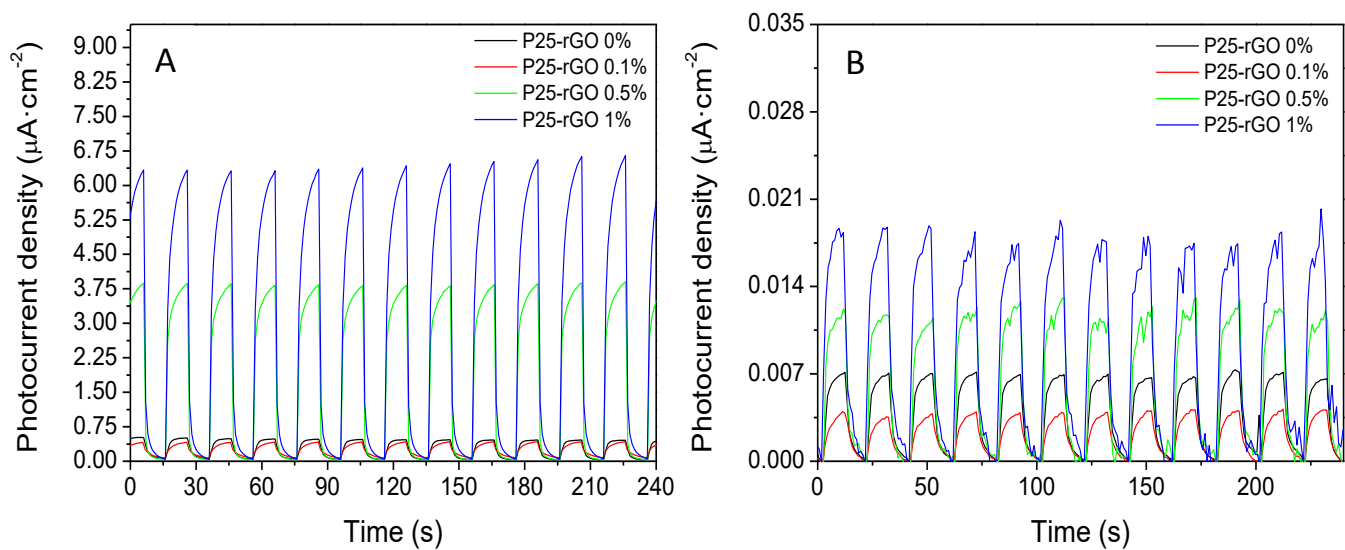 A
P25-rGO 0%
P25-rGO 0.1%
P25-rGO 0.5%
P25-rGO 1%
Photocurrent density (μA·cm-2)
9.00
8.25
7.50
6.75
6.00
5.25
4.50
3.75
3.00
2.25
1.50
0.75
0.00
0 30 60 90 120 150 180 210 240
Time (s)
B
P25-rGO 0%
P25-rGO 0.1%
P25-rGO 0.5%
P25-rGO 1%
Photocurrent density (μA·cm-2)
0.035
0.028
0.021
0.014
0.007
0.000
0 50 100 150 200
Time (s)